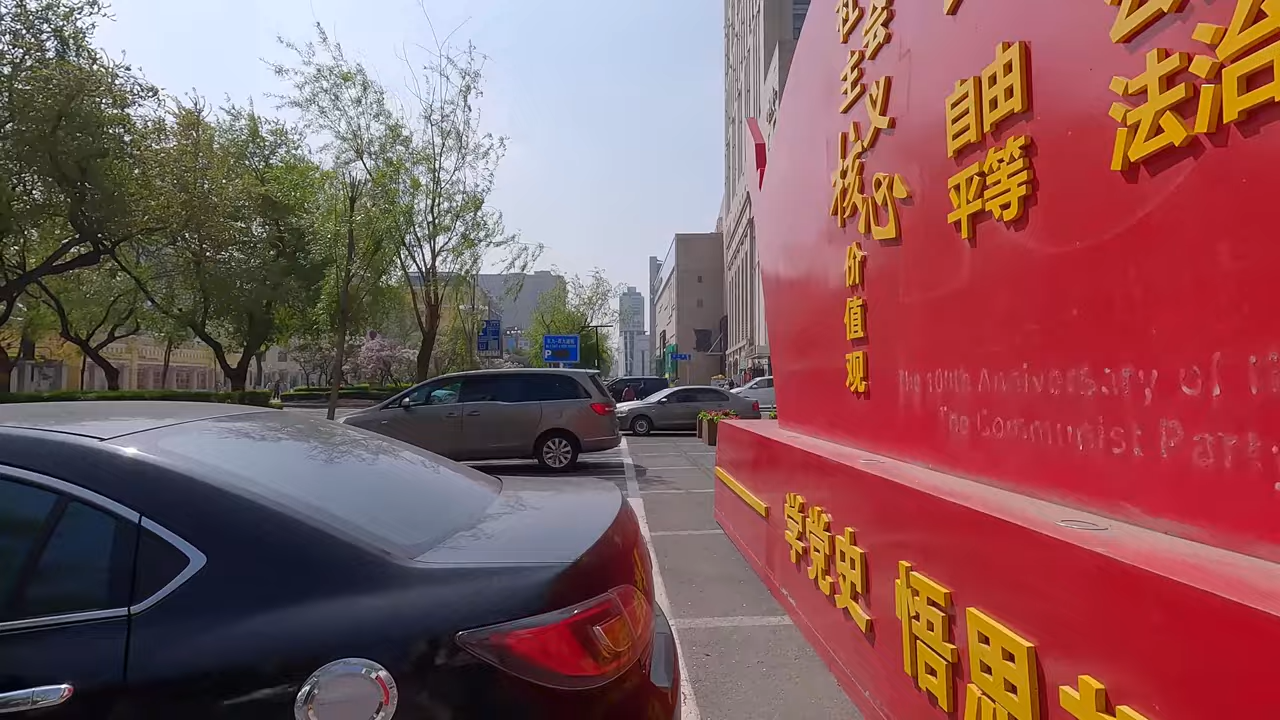 社会主义核心
价值观
自由
平等
法治
The 100th Anniversary of
The Communist Party
学党史
悟思
P